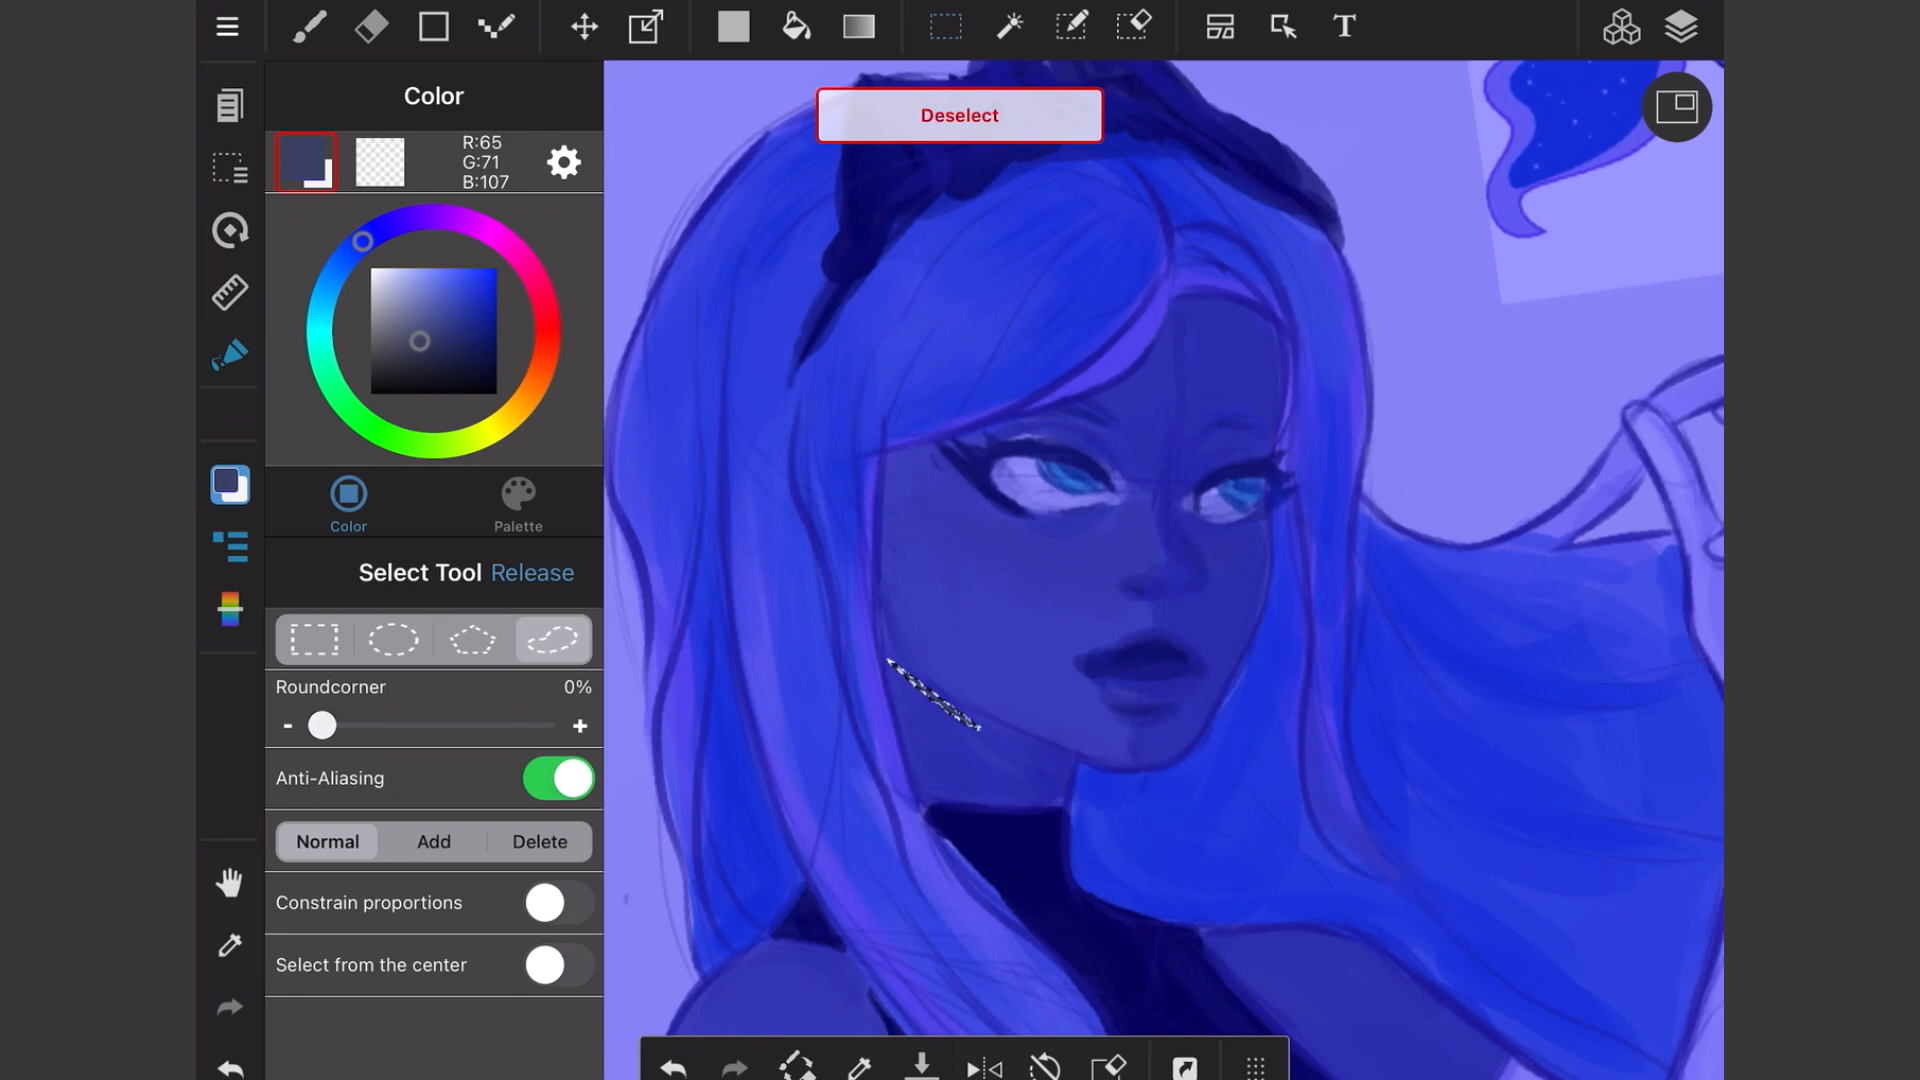 Color
Deselect
R:65
G:71
B:107
Color
Palette
Select Tool Release
Roundcorner 0%
- +
Anti-Aliasing
Normal Add Delete
Constrain proportions
Select from the center
T